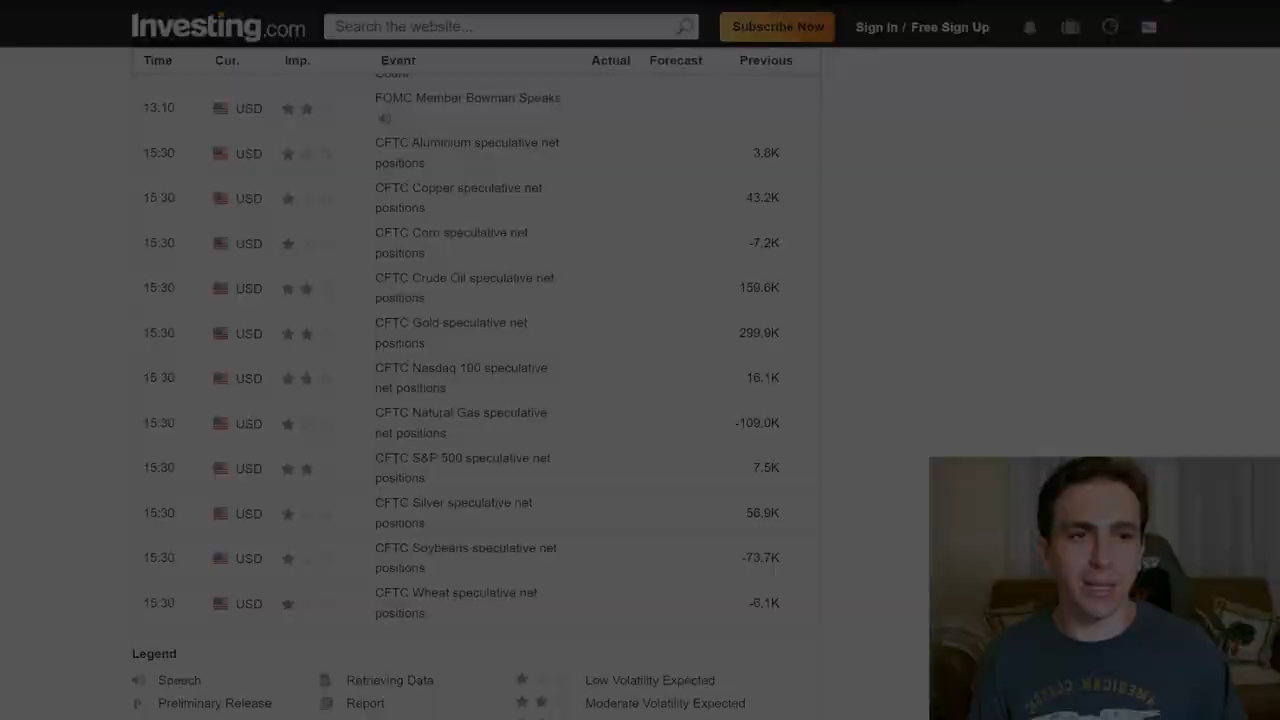 Investing.com
Search the website...
Subscribe Now
Sign In / Free Sign Up
Time Cur. Imp. Event Actual Forecast Previous
Count
13:10 USD FOMC Member Bowman Speaks
15:30 USD CFTC Aluminium speculative net positions 3.8K
15:30 USD CFTC Copper speculative net positions 43.2K
15:30 USD CFTC Corn speculative net positions -7.2K
15:30 USD CFTC Crude Oil speculative net positions 159.6K
15:30 USD CFTC Gold speculative net positions 299.9K
15:30 USD CFTC Nasdaq 100 speculative net positions 16.1K
15:30 USD CFTC Natural Gas speculative net positions -109.0K
15:30 USD CFTC S&P 500 speculative net positions 7.5K
15:30 USD CFTC Silver speculative net positions 56.9K
15:30 USD CFTC Soybeans speculative net positions -73.7K
15:30 USD CFTC Wheat speculative net positions -6.1K
Legend
Speech Retrieving Data Low Volatility Expected
P Preliminary Release Report Moderate Volatility Expected
AMERICAN CLASSIC